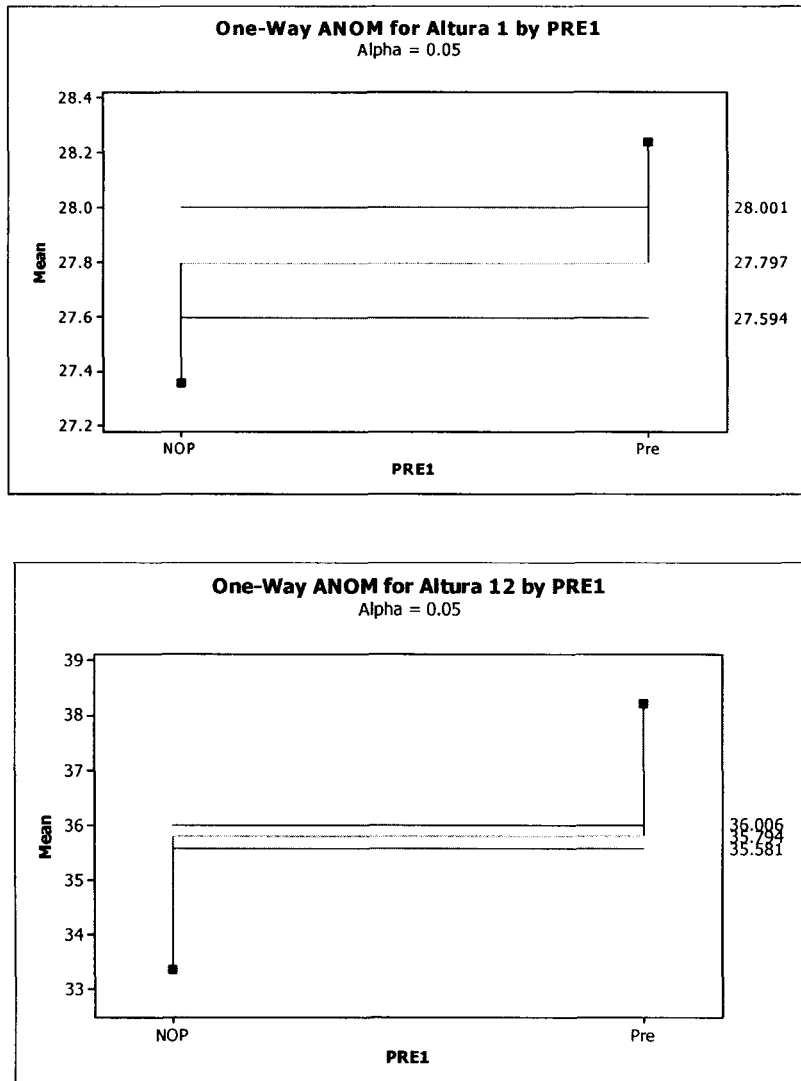 One-Way ANOM for Altura 1 by PRE1
Alpha = 0.05
28.4
28.2
28.0
27.8
27.6
27.4
27.2
Mean
28.001
27.797
27.594
NOP
Pre
PRE1
One-Way ANOM for Altura 12 by PRE1
Alpha = 0.05
39
38
37
36
35
34
33
Mean
36.006
35.794
35.581
NOP
Pre
PRE1